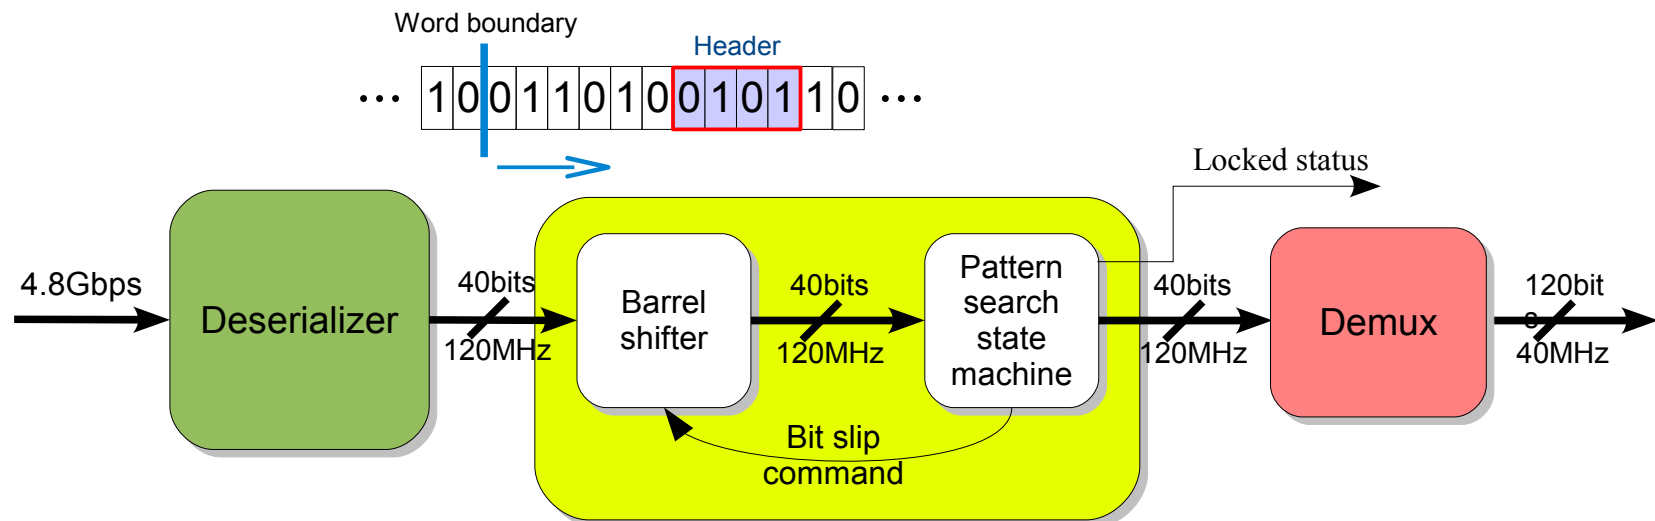 Word boundary
Header
... 1 0 0 1 1 0 1 0 0 1 0 1 1 0 ...
Locked status
4.8Gbps
Deserializer
40bits
120MHz
Barrel
shifter
40bits
120MHz
Pattern
search
state
machine
Bit slip
command
40bits
120MHz
Demux
120bit
s
40MHz